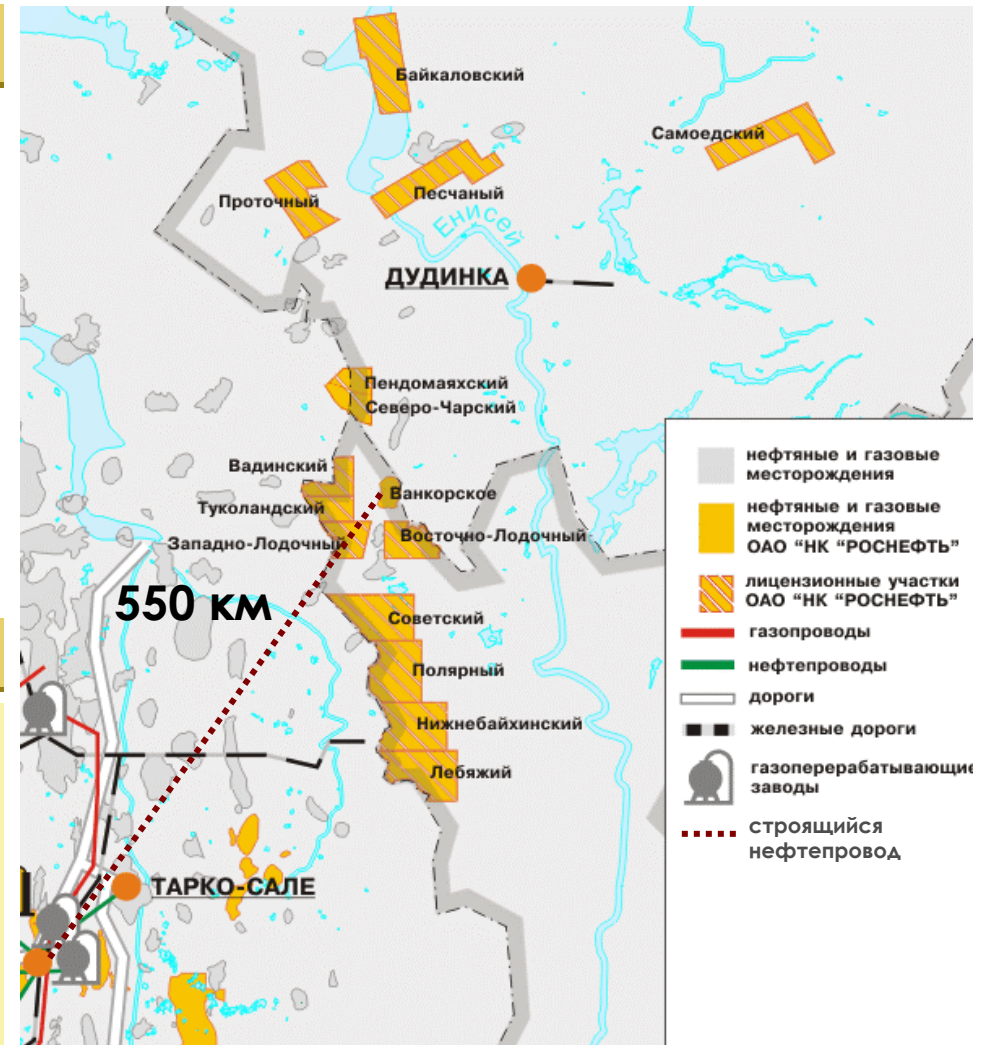 Байкаловский
Самоедский
Проточный
Песчаный
Енисей
ДУДИНКА
Пендомаяхский
Северо-Чарский
Вадинский
Ванкорское
Туколандский
Западно-Лодочный
Восточно-Лодочный
550 км
Советский
Полярный
Нижнебайхинский
Лебяжий
ТАРКО-САЛЕ
нефтяные и газовые
месторождения
нефтяные и газовые
месторождения
ОАО “НК “РОСНЕФТЬ”
лицензионные участки
ОАО “НК “РОСНЕФТЬ”
газопроводы
нефтепроводы
дороги
железные дороги
газоперерабатывающие
заводы
строящийся
нефтепровод